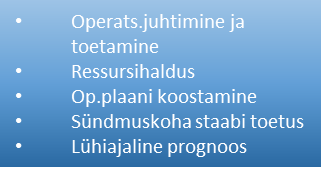 • Operats.juhtimine ja
toetamine
• Ressursihaldus
• Op.plaani koostamine
• Sündmuskoha staabi toetus
• Lühiajaline prognoos